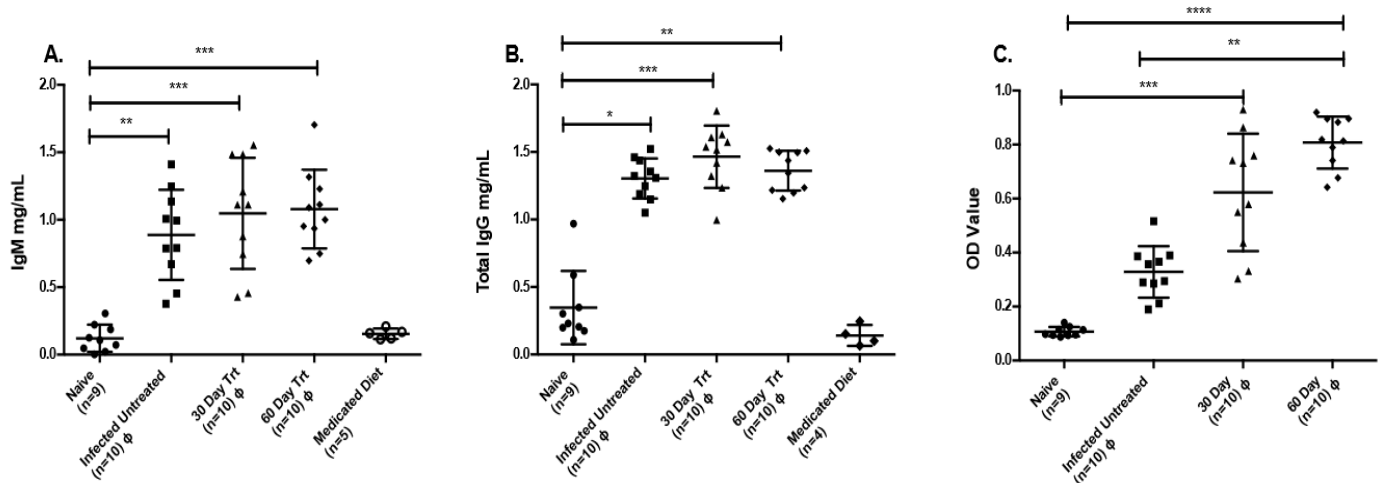 A.
***
***
**
IgM mg/mL
2.0
1.5
1.0
0.5
0.0
Naive
(n=9)
Infected Untreated
(n=10) ϕ
30 Day Trt
(n=10) ϕ
60 Day Trt
(n=10) ϕ
Medicated Diet
(n=5)
B.
**
***
*
Total IgG mg/mL
2.0
1.5
1.0
0.5
0.0
Naive
(n=9)
Infected Untreated
(n=10) ϕ
30 Day Trt
(n=10) ϕ
60 Day Trt
(n=10) ϕ
Medicated Diet
(n=4)
C.
****
**
***
OD Value
1.0
0.8
0.6
0.4
0.2
0.0
Naive
(n=9)
Infected Untreated
(n=10) ϕ
30 Day
(n=10) ϕ
60 Day
(n=10) ϕ